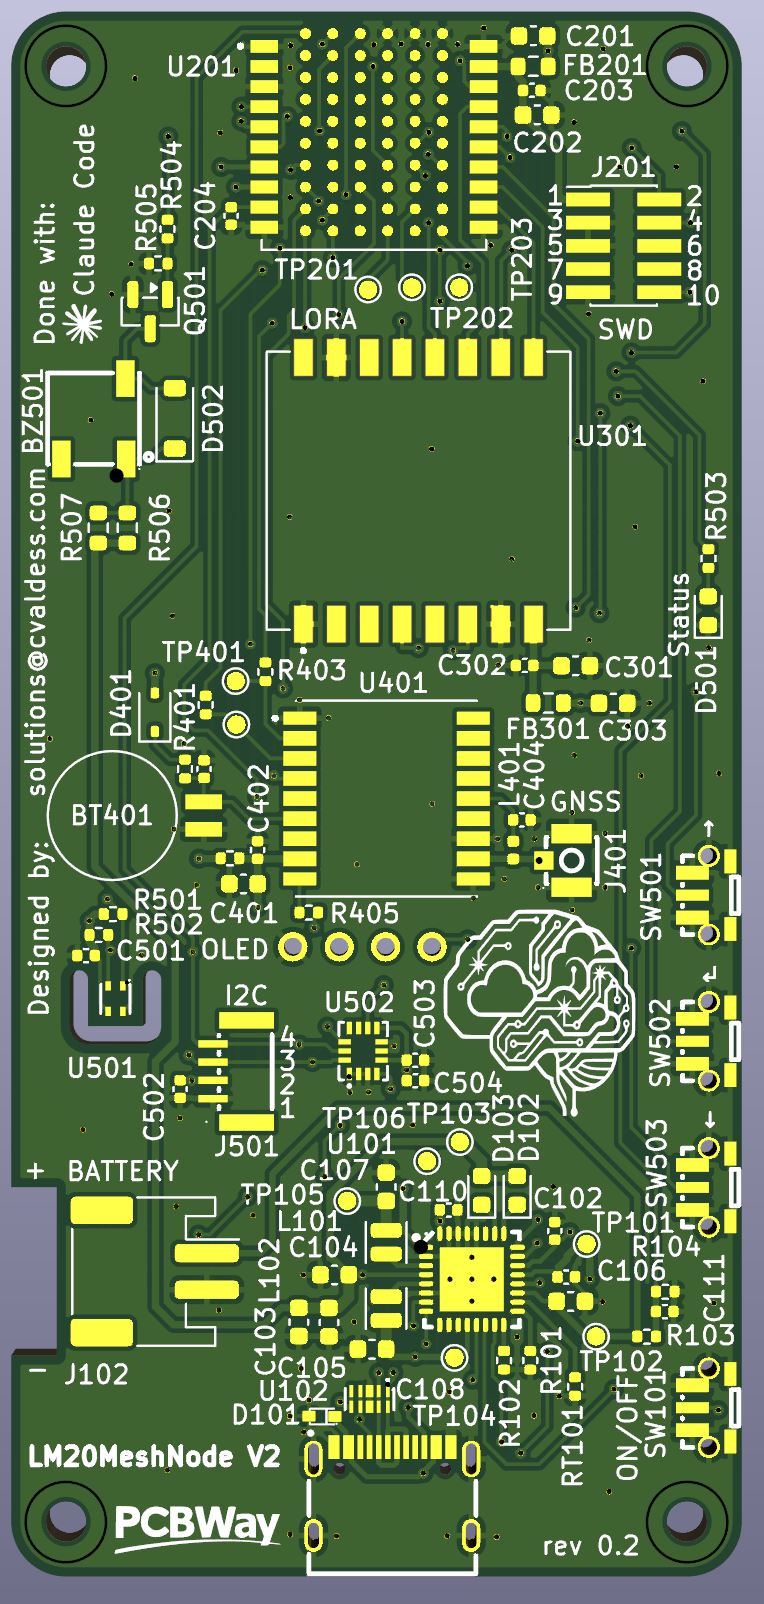 C201
FB201
C203
C202
U201
J201
1 2
3 4
5 6
7 8
9 10
SWD
Done with:
Claude Code
R504
R505
C204
Q501
TP201
TP203
LORA
TP202
BZ501
D502
U301
R507
R506
R503
Status
D501
Designed by: solutions@cvaldess.com
TP401
R403
C302
C301
U401
D401
R401
FB301
C303
BT401
C402
L401
C404
GNSS
J401
SW501
C401
R405
R501
R502
C501
OLED
I2C
U502
C503
SW502
U501
4
3
2
1
C502
C504
J501
TP106
TP103
D103
D102
SW503
U101
+ BATTERY
C107
TP105
C110
C102
L101
TP101
C104
R104
L102
C106
C111
C103
C105
R103
TP102
- J102
U102
C108
R101
D101
TP104
R102
RT101
ON/OFF
SW101
LM20MeshNode V2
PCBWay
rev 0.2